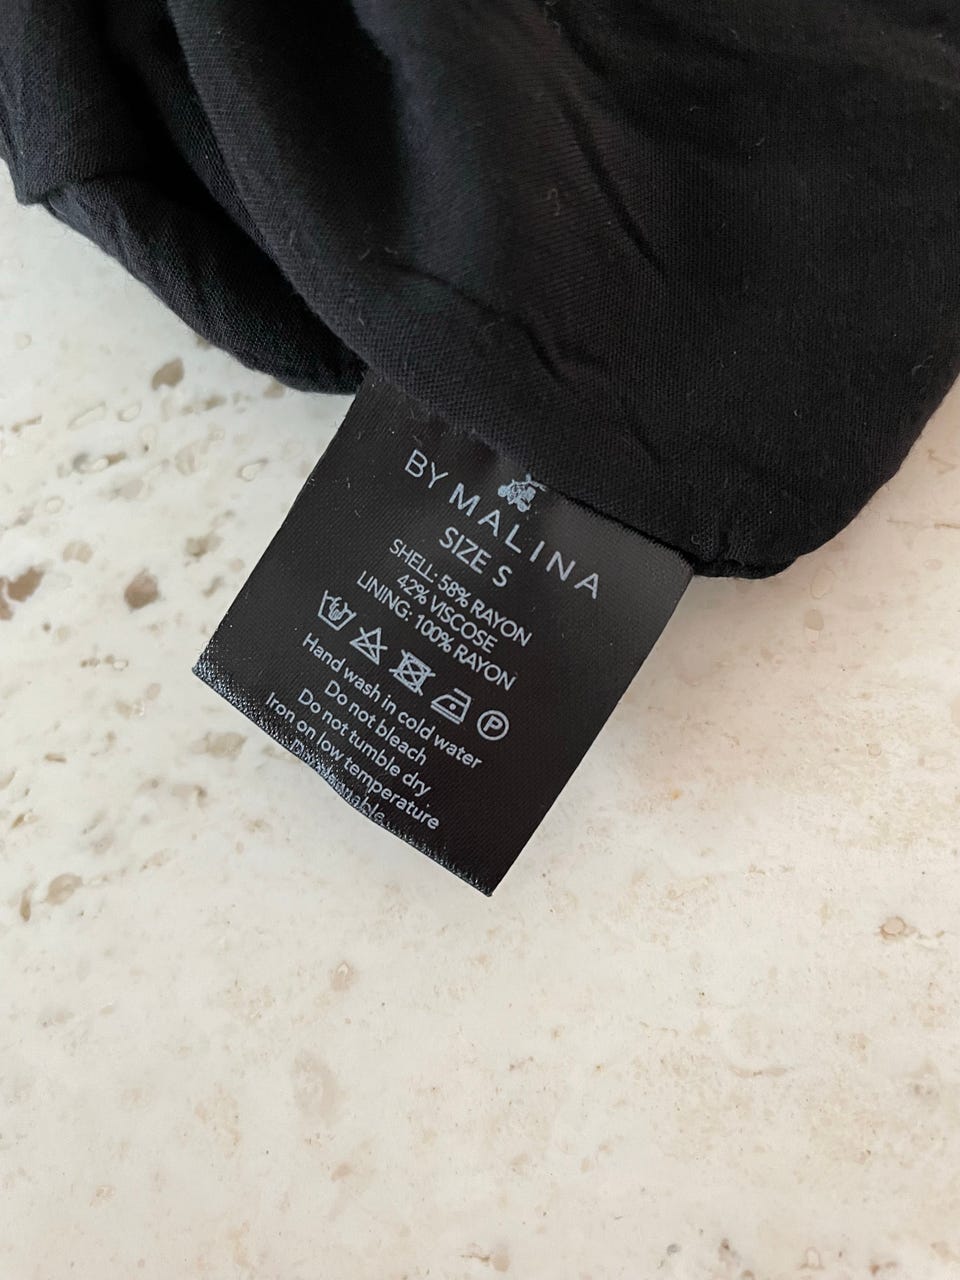 BY MALINA
SIZE S
SHELL: 58% RAYON
42% VISCOSE
LINING: 100% RAYON
P
Hand wash in cold water
Do not bleach
Do not tumble dry
Iron on low temperature